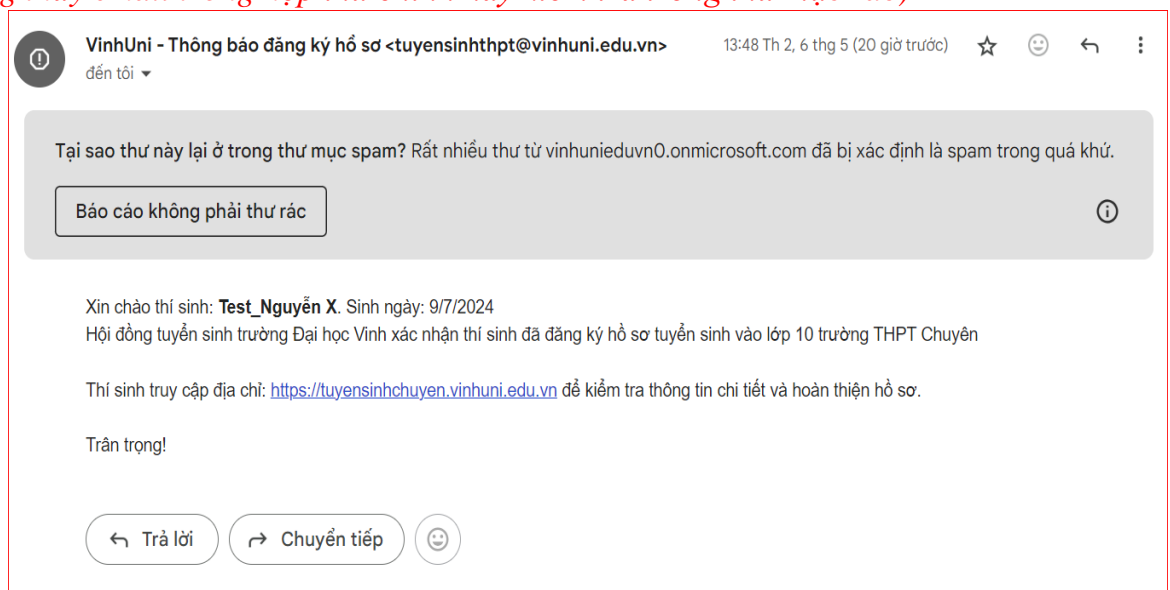 VinhUni - Thông báo đăng ký hồ sơ <tuyensinhthpt@vinhuni.edu.vn> 13:48 Th 2, 6 thg 5 (20 giờ trước)
đến tôi
Tại sao thư này lại ở trong thư mục spam? Rất nhiều thư từ vinhunieduvn0.onmicrosoft.com đã bị xác định là spam trong quá khứ.
Báo cáo không phải thư rác
Xin chào thí sinh: Test_Nguyễn X. Sinh ngày: 9/7/2024
Hội đồng tuyển sinh trường Đại học Vinh xác nhận thí sinh đã đăng ký hồ sơ tuyển sinh vào lớp 10 trường THPT Chuyên
Thí sinh truy cập địa chỉ: https://tuyensinhchuyen.vinhuni.edu.vn để kiểm tra thông tin chi tiết và hoàn thiện hồ sơ.
Trân trọng!
Trả lời Chuyển tiếp